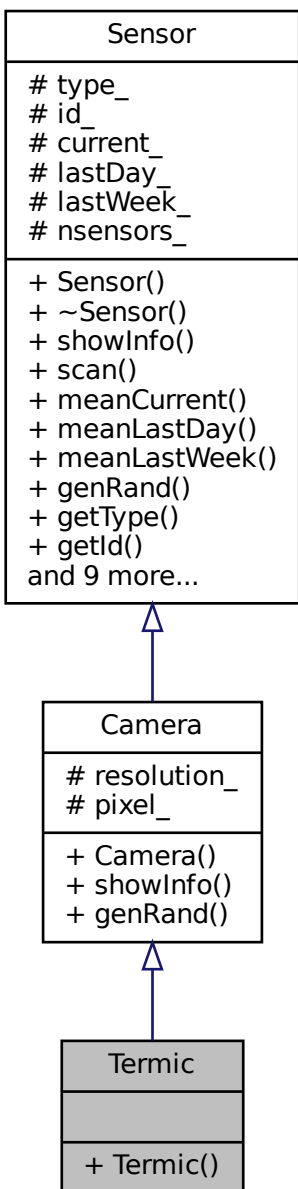 Sensor
# type_
# id_
# current_
# lastDay_
# lastWeek_
# nsensors_
+ Sensor()
+ ~Sensor()
+ showInfo()
+ scan()
+ meanCurrent()
+ meanLastDay()
+ meanLastWeek()
+ genRand()
+ getType()
+ getId()
and 9 more...
Camera
# resolution_
# pixel_
+ Camera()
+ showInfo()
+ genRand()
Termic
+ Termic()